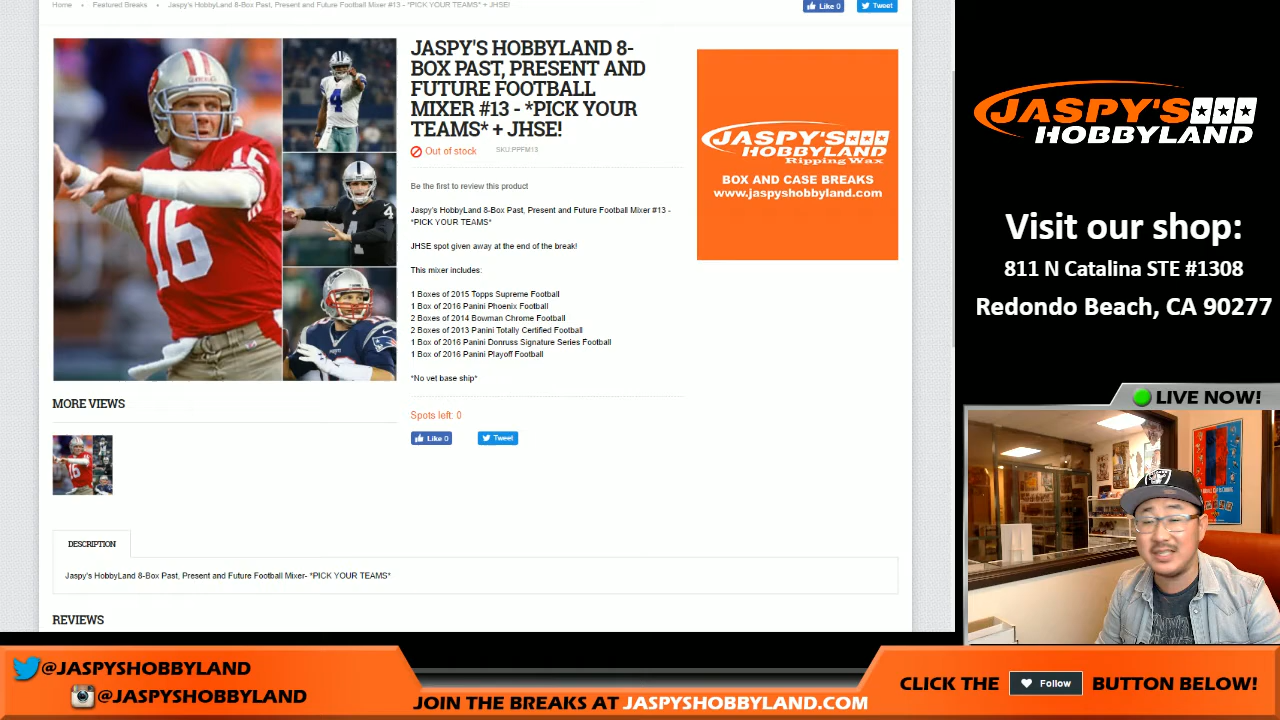 Home • Featured Breaks • Jaspy's HobbyLand 8-Box Past, Present and Future Football Mixer #13 - *PICK YOUR TEAMS* + JHSE!
Like 0
Tweet
JASPY'S HOBBYLAND 8-
BOX PAST, PRESENT AND
FUTURE FOOTBALL
MIXER #13 - *PICK YOUR
TEAMS* + JHSE!
Out of stock
SKU:PPFM13
Be the first to review this product
Jaspy's HobbyLand 8-Box Past, Present and Future Football Mixer #13 -
*PICK YOUR TEAMS*
JHSE spot given away at the end of the break!
This mixer includes:
1 Boxes of 2015 Topps Supreme Football
1 Box of 2016 Panini Phoenix Football
2 Boxes of 2014 Bowman Chrome Football
2 Boxes of 2013 Panini Totally Certified Football
1 Box of 2016 Panini Donruss Signature Series Football
1 Box of 2016 Panini Playoff Football
*No vet base ship*
Spots left: 0
Like 0
Tweet
16
4
4
JASPY'S
HOBBYLAND
Ripping Wax
BOX AND CASE BREAKS
www.jaspyshobbyland.com
MORE VIEWS
DESCRIPTION
Jaspy's HobbyLand 8-Box Past, Present and Future Football Mixer- *PICK YOUR TEAMS*
REVIEWS
JASPY'S
HOBBYLAND
Visit our shop:
811 N Catalina STE #1308
Redondo Beach, CA 90277
LIVE NOW!
@JASPYSHOBBYLAND
@JASPYSHOBBYLAND
JOIN THE BREAKS AT JASPYSHOBBYLAND.COM
CLICK THE Follow BUTTON BELOW!